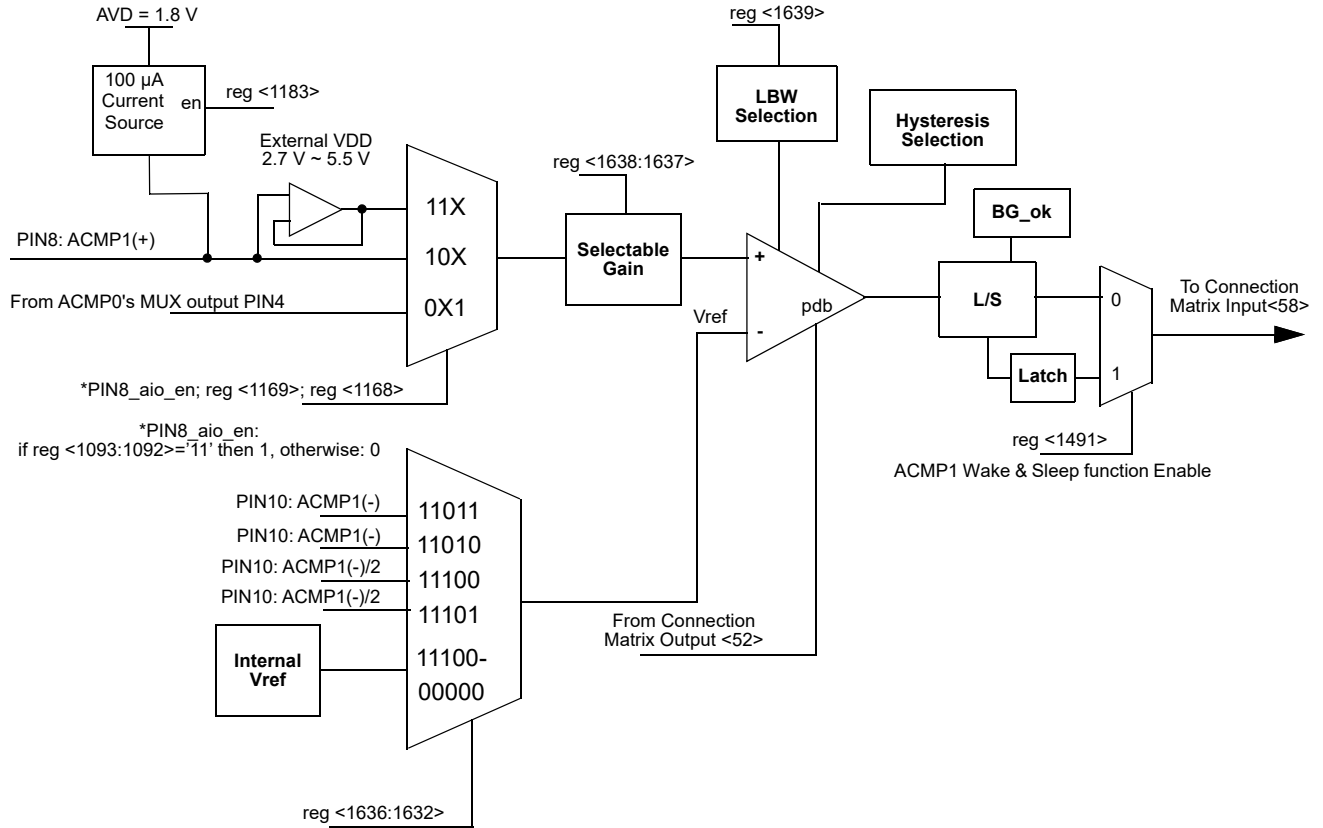 AVD = 1.8 V
reg <1639>
100 µA
Current
Source
en
reg <1183>
LBW
Selection
Hysteresis
Selection
External VDD
2.7 V ~ 5.5 V
reg <1638:1637>
11X
BG_ok
PIN8: ACMP1(+)
10X
Selectable
Gain
+
L/S
0
To Connection
Matrix Input<58>
From ACMP0's MUX output PIN4
0X1
Vref
pdb
-
Latch
1
*PIN8_aio_en; reg <1169>; reg <1168>
*PIN8_aio_en:
if reg <1093:1092>='11' then 1, otherwise: 0
reg <1491>
ACMP1 Wake & Sleep function Enable
PIN10: ACMP1(-)
11011
PIN10: ACMP1(-)
11010
PIN10: ACMP1(-)/2
11100
PIN10: ACMP1(-)/2
11101
From Connection
Matrix Output <52>
Internal
Vref
11100-
00000
reg <1636:1632>